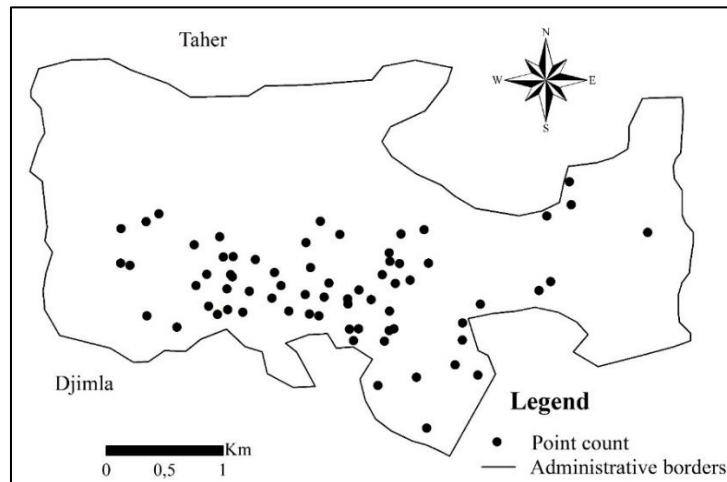 Taher
N
W E
S
Djimla
Legend
Km
Point count
0 0,5 1
Administrative borders